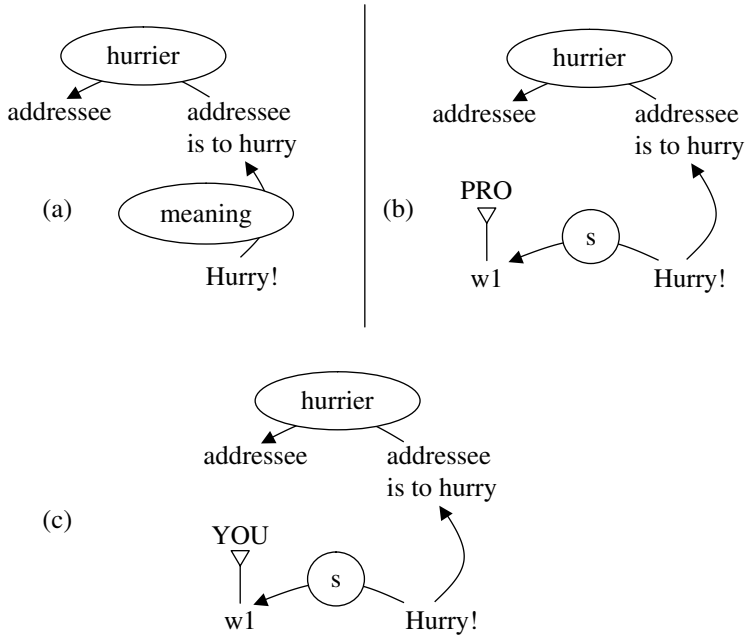 hurrier
addressee
addressee
is to hurry
(a)
meaning
Hurry!
hurrier
addressee
addressee
is to hurry
(b)
PRO
s
w1
Hurry!
hurrier
addressee
addressee
is to hurry
(c)
YOU
s
w1
Hurry!